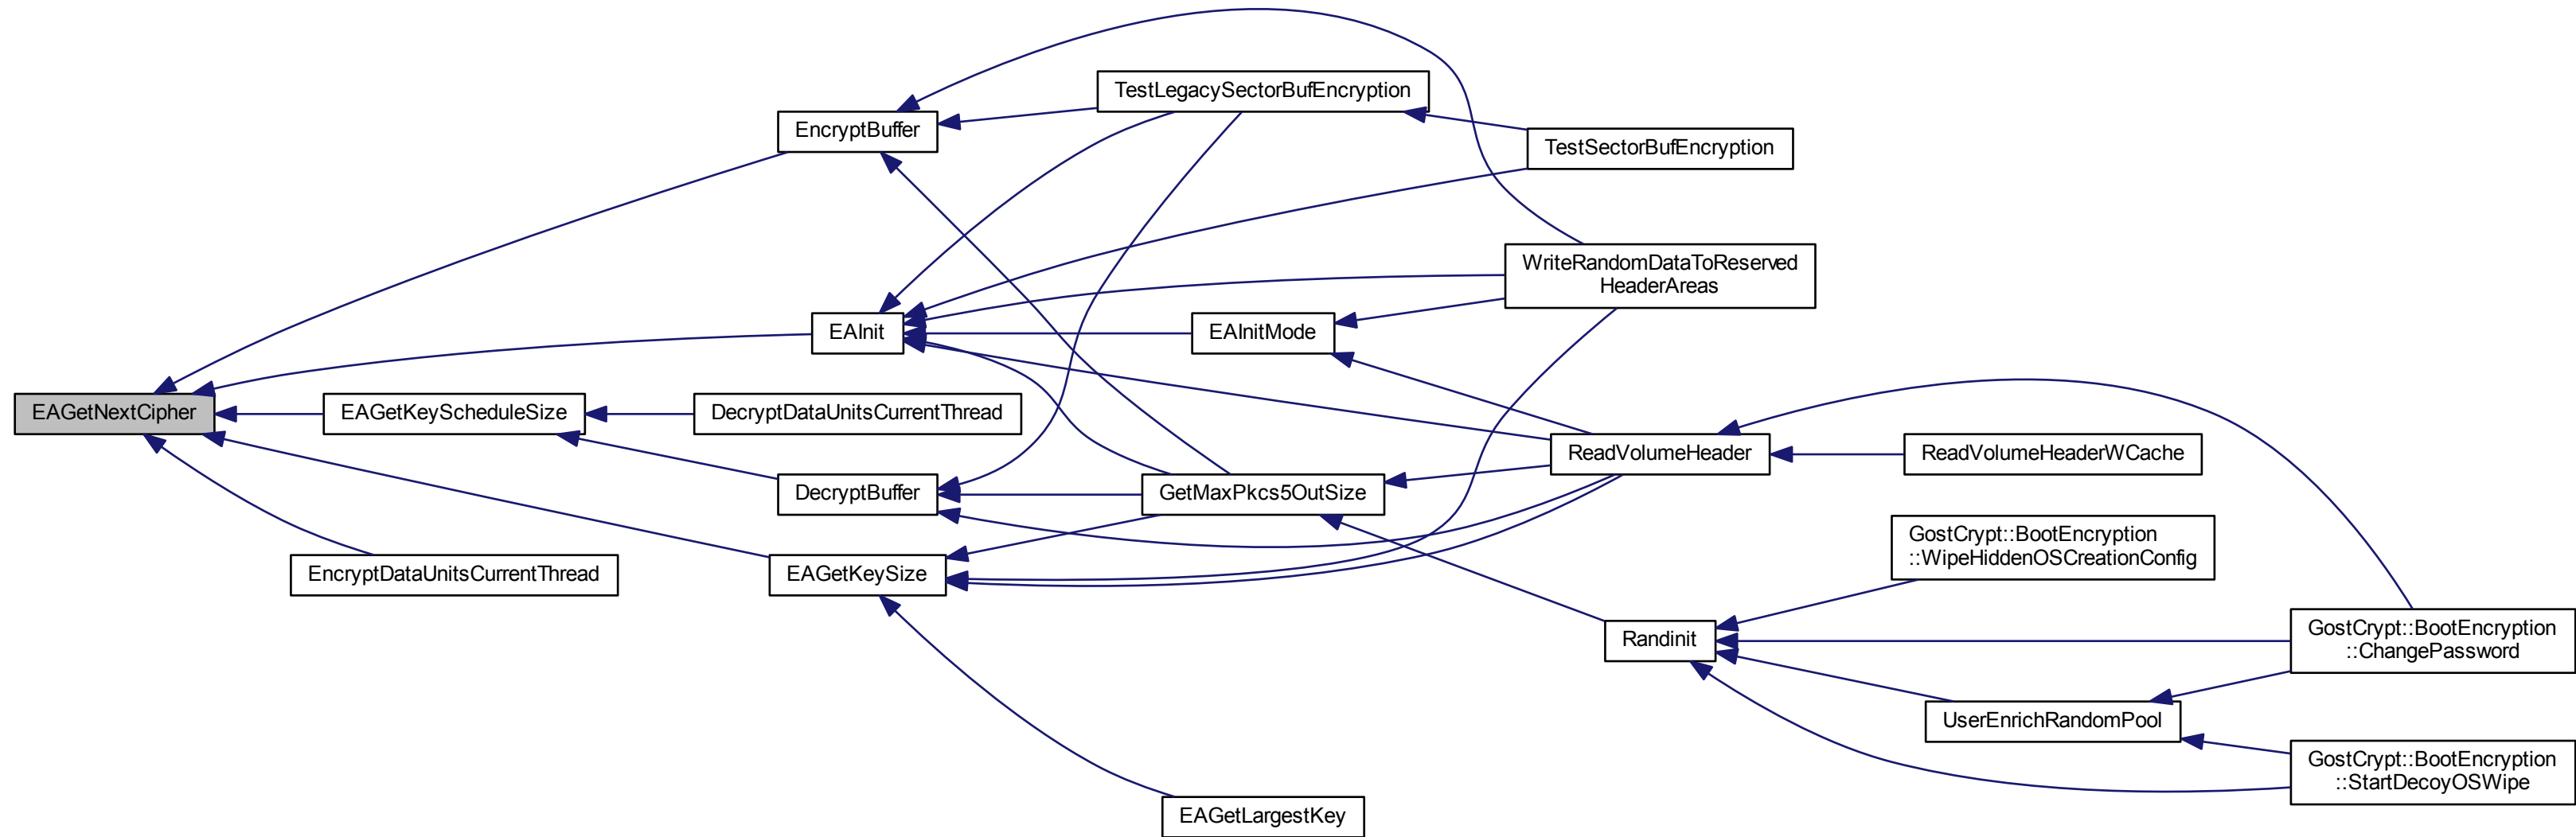 TestLegacySectorBufEncryption
EncryptBuffer
TestSectorBufEncryption
WriteRandomDataToReserved
HeaderAreas
EAInit
EAInitMode
EAGetNextCipher
EAGetKeyScheduleSize
DecryptDataUnitsCurrentThread
ReadVolumeHeader
ReadVolumeHeaderWCache
DecryptBuffer
GetMaxPkcs5OutSize
GostCrypt::BootEncryption
::WipeHiddenOSCreationConfig
EncryptDataUnitsCurrentThread
EAGetKeySize
Randinit
GostCrypt::BootEncryption
::ChangePassword
UserEnrichRandomPool
GostCrypt::BootEncryption
::StartDecoyOSWipe
EAGetLargestKey